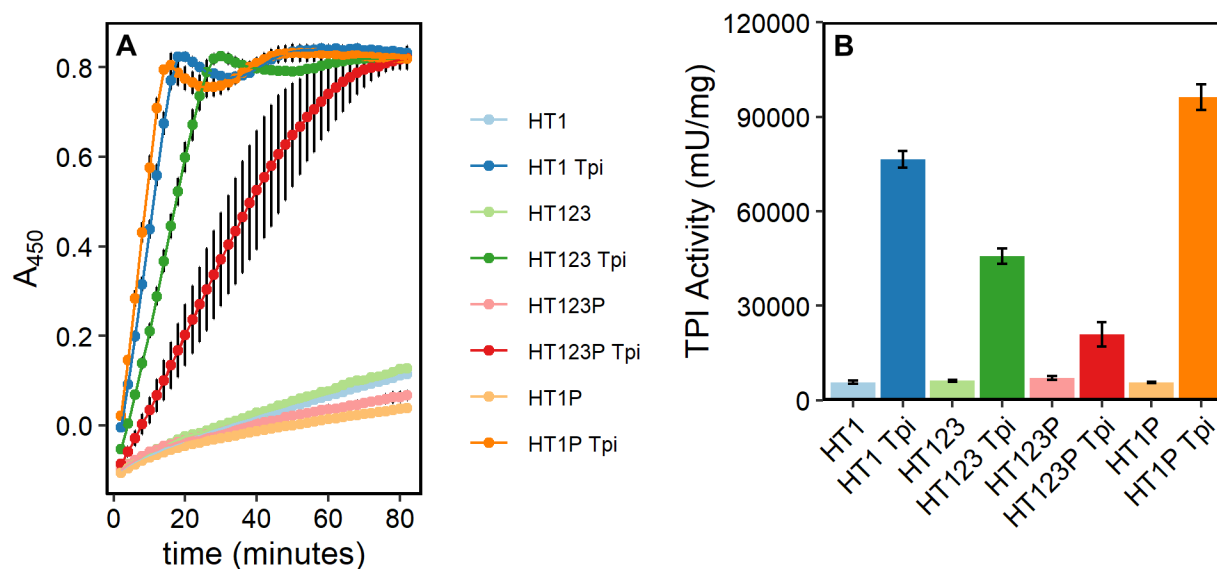 A
0.8
0.6
0.4
0.2
0.0
A450
0 20 40 60 80
time (minutes)
HT1
HT1 Tpi
HT123
HT123 Tpi
HT123P
HT123P Tpi
HT1P
HT1P Tpi
B
120000
90000
60000
30000
0
TPI Activity (mU/mg)
HT1
HT1 Tpi
HT123
HT123 Tpi
HT123P
HT123P Tpi
HT1P
HT1P Tpi